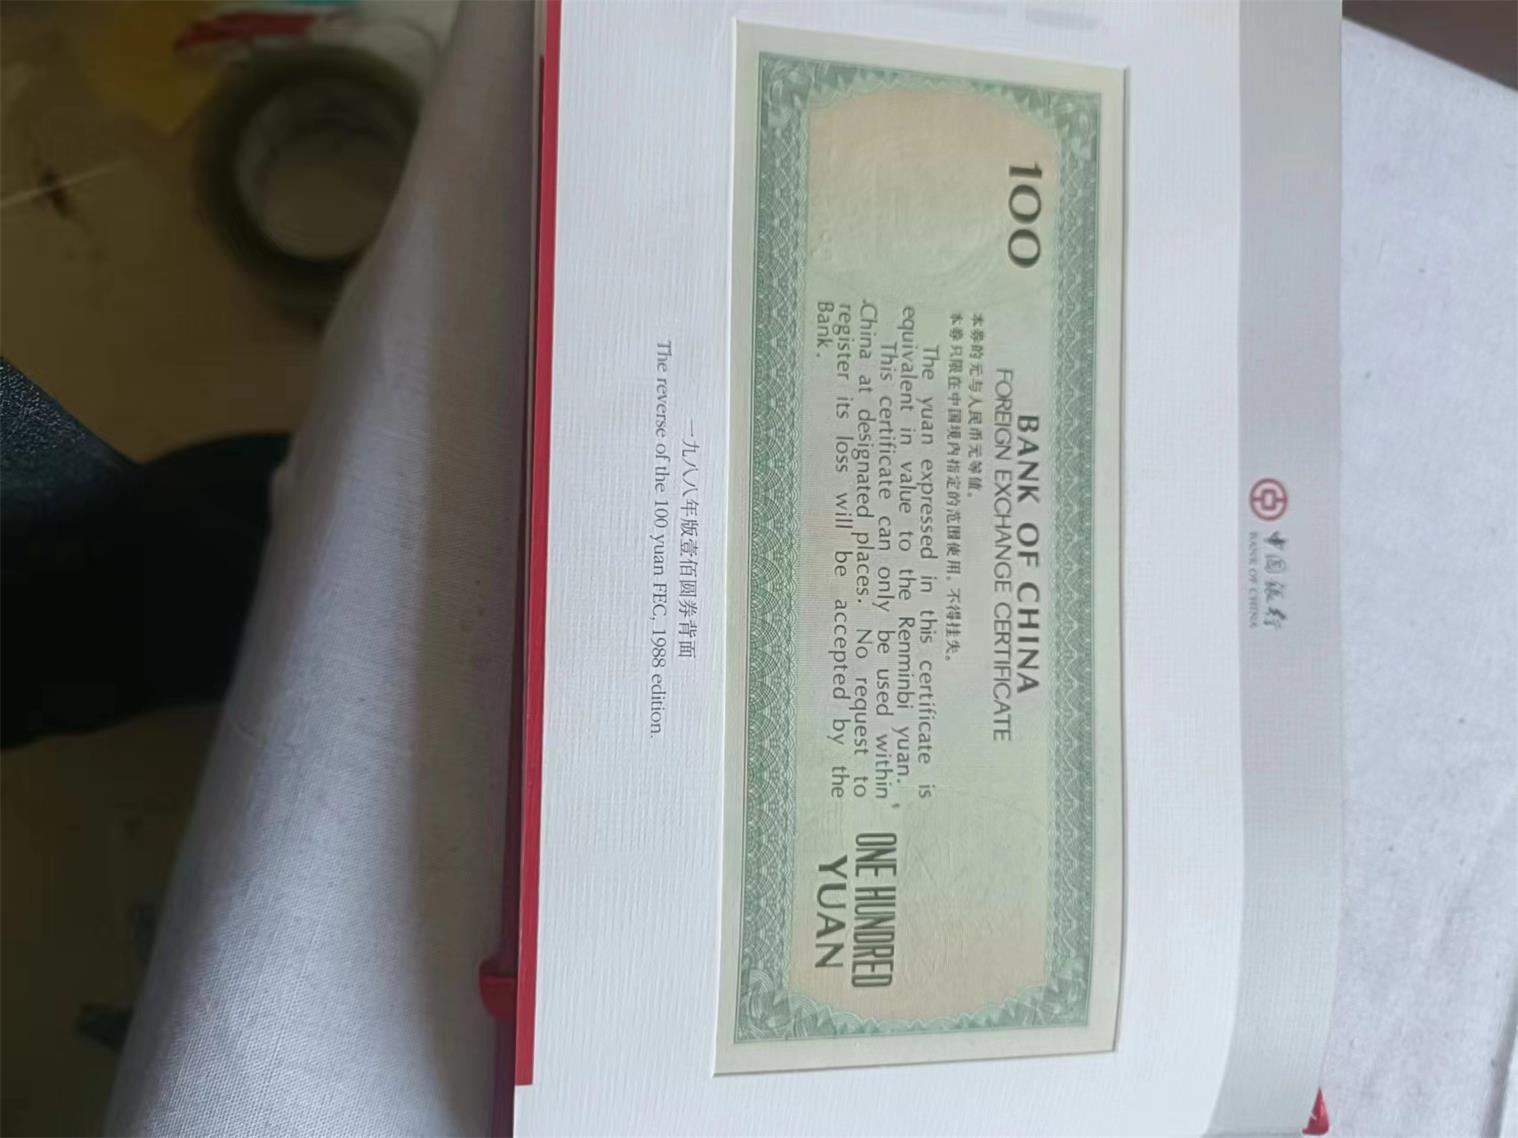 中国银行
BANK OF CHINA
100
BANK OF CHINA
FOREIGN EXCHANGE CERTIFICATE
本券的元与人民币元等值。
本券只限在中国境内指定的范围使用。不得挂失。
The yuan expressed in this certificate is
equivalent in value to the Renminbi yuan.
This certificate can only be used within
China at designated places. No request to
register its loss will be accepted by the
Bank.
ONE HUNDRED
YUAN
一九八八年版壹佰圆券背面
The reverse of the 100 yuan FEC, 1988 edition.